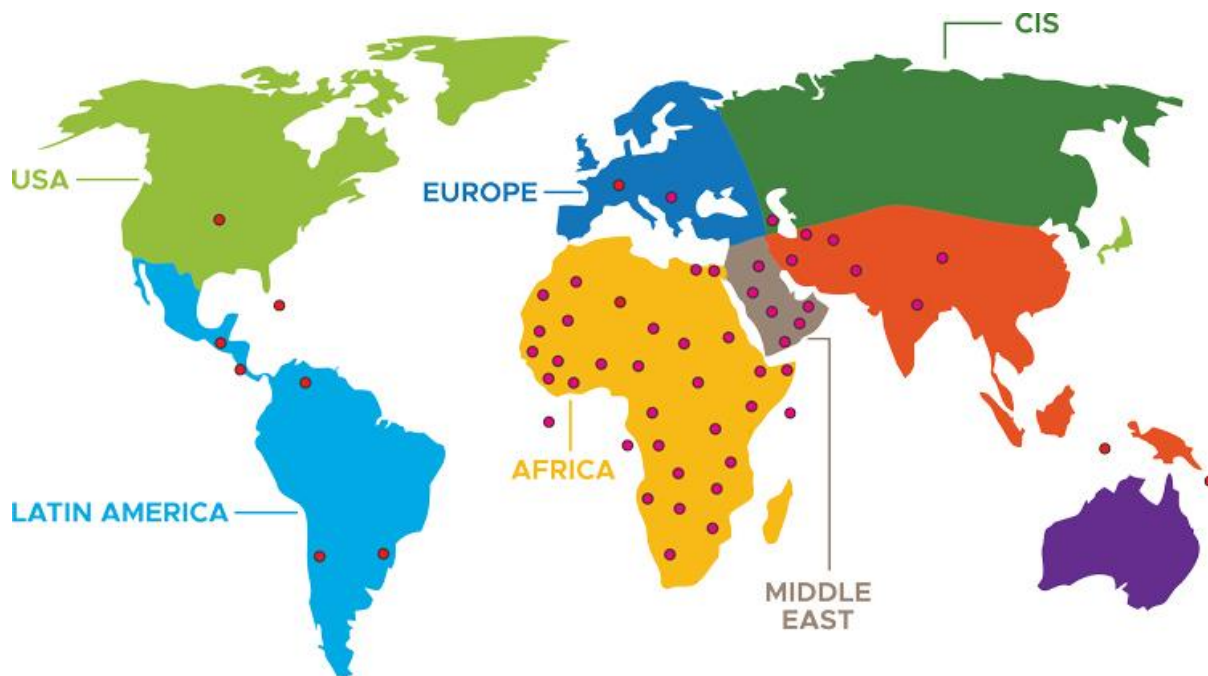 CIS
USA
EUROPE
AFRICA
LATIN AMERICA
MIDDLE
EAST